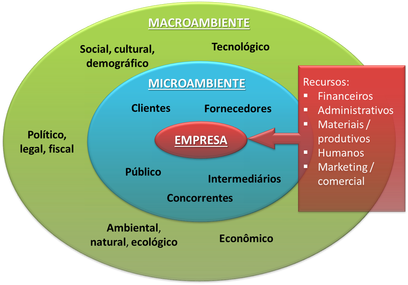 MACROAMBIENTE
Social, cultural,
demográfico
Tecnológico
MICROAMBIENTE
Clientes
Fornecedores
EMPRESA
Político,
legal, fiscal
Público
Intermediários
Concorrentes
Ambiental,
natural, ecológico
Econômico
Recursos:
▪ Financeiros
▪ Administrativos
▪ Materiais /
produtivos
▪ Humanos
▪ Marketing /
comercial